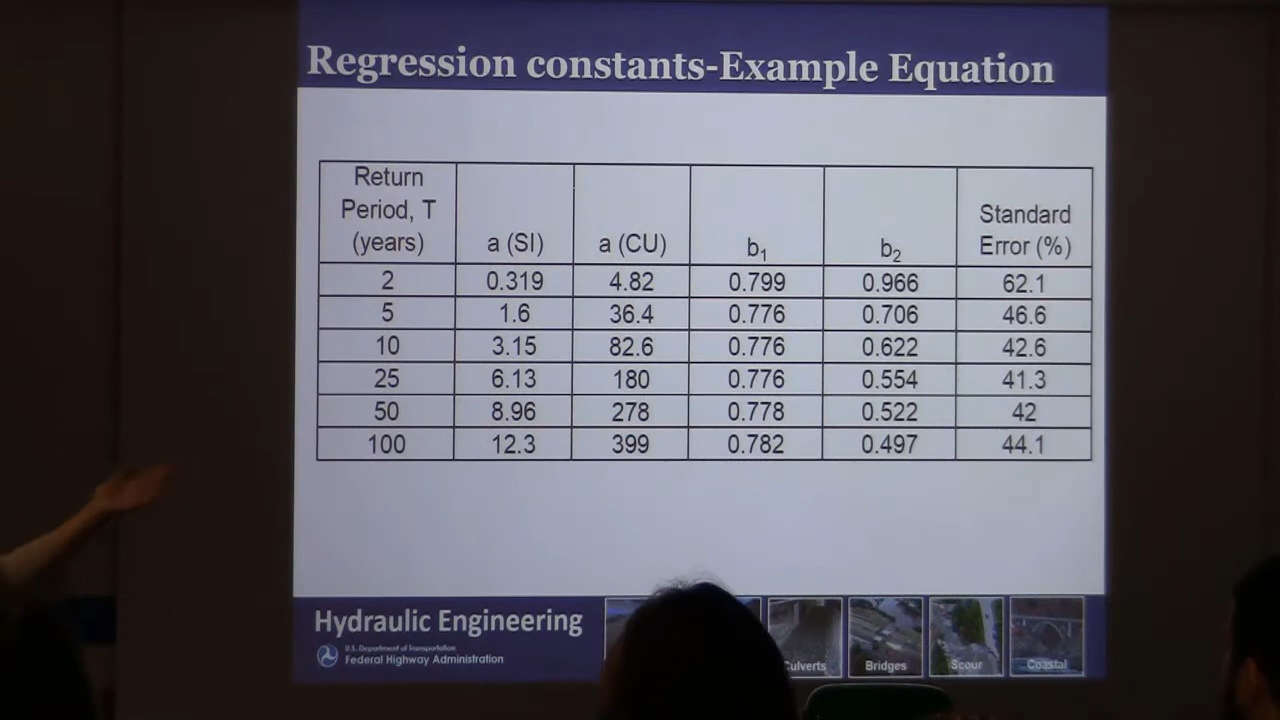 Regression constants-Example Equation
Return Period, T (years) a (SI) a (CU) b₁ b₂ Standard Error (%)
2 0.319 4.82 0.799 0.966 62.1
5 1.6 36.4 0.776 0.706 46.6
10 3.15 82.6 0.776 0.622 42.6
25 6.13 180 0.776 0.554 41.3
50 8.96 278 0.778 0.522 42
100 12.3 399 0.782 0.497 44.1
Hydraulic Engineering
U.S. Department of Transportation
Federal Highway Administration
Culverts Bridges Scour Coastal